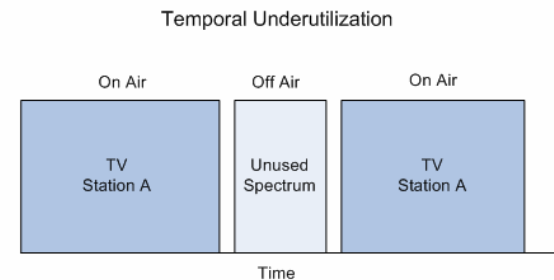 Temporal Underutilization
On Air
Off Air
On Air
TV
Station A
Unused
Spectrum
TV
Station A
Time